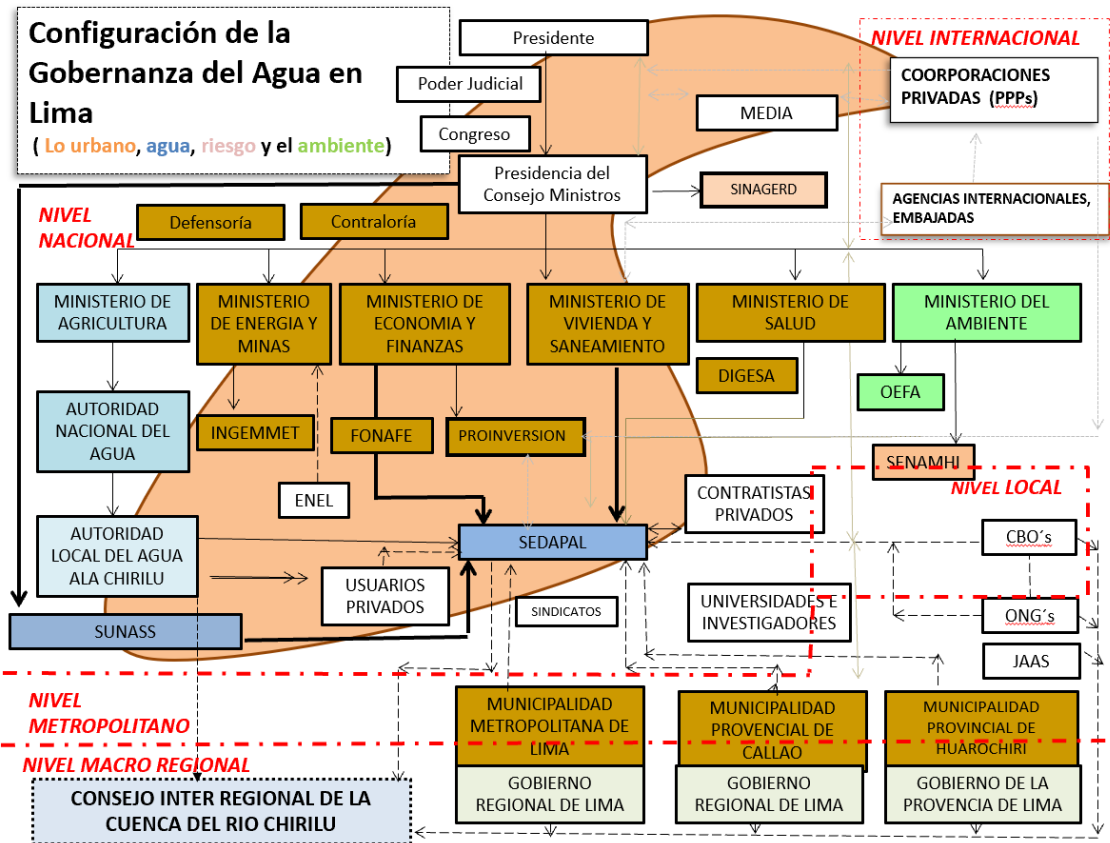 Configuración de la
Gobernanza del Agua en
Lima
( Lo urbano, agua, riesgo y el ambiente)
Presidente
Poder Judicial
Congreso
MEDIA
NIVEL INTERNACIONAL
COORPORACIONES
PRIVADAS (PPPs)
Presidencia del
Consejo Ministros
SINAGERD
AGENCIAS INTERNACIONALES,
EMBAJADAS
NIVEL
NACIONAL
Defensoría
Contraloría
MINISTERIO DE
AGRICULTURA
MINISTERIO
DE ENERGIA Y
MINAS
MINISTERIO DE
ECONOMIA Y
FINANZAS
MINISTERIO DE
VIVIENDA Y
SANEAMIENTO
MINISTERIO DE
SALUD
MINISTERIO DEL
AMBIENTE
DIGESA
OEFA
AUTORIDAD
NACIONAL DEL
AGUA
INGEMMET
FONAFE
PROINVERSION
SENAMHI
NIVEL LOCAL
ENEL
CONTRATISTAS
PRIVADOS
AUTORIDAD
LOCAL DEL AGUA
ALA CHIRILU
SEDAPAL
CBO´s
USUARIOS
PRIVADOS
SINDICATOS
UNIVERSIDADES E
INVESTIGADORES
ONG´s
SUNASS
JAAS
NIVEL
METROPOLITANO
MUNICIPALIDAD
METROPOLITANA DE
LIMA
MUNICIPALIDAD
PROVINCIAL DE
CALLAO
MUNICIPALIDAD
PROVINCIAL DE
HUAROCHIRI
NIVEL MACRO REGIONAL
CONSEJO INTER REGIONAL DE LA
CUENCA DEL RIO CHIRILU
GOBIERNO
REGIONAL DE LIMA
GOBIERNO
REGIONAL DE LIMA
GOBIERNO DE LA
PROVENCIA DE LIMA